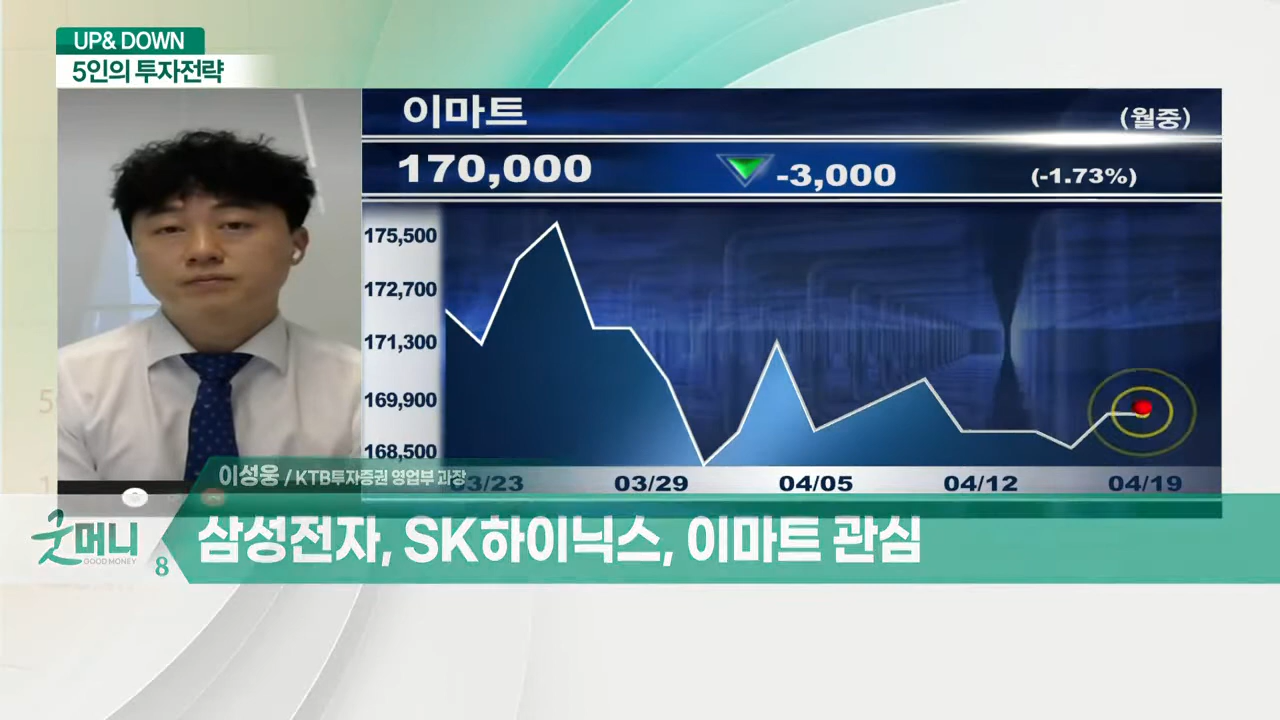 UP& DOWN
5인의 투자전략
이마트
(월중)
170,000 -3,000 (-1.73%)
175,500
172,700
171,300
169,900
168,500
03/23 03/29 04/05 04/12 04/19
이성웅 / KTB투자증권 영업부 과장
굿머니
GOOD MONEY
8
삼성전자, SK하이닉스, 이마트 관심